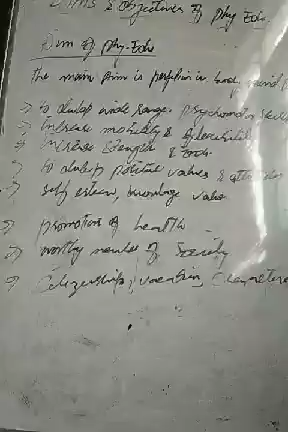 Aims & Objectives of Phy Edu
Aim of Phy-Edu
The main Aim is perfection in body, mind
→ to develop wide range psychomotor skills
→ Increase mobility & flexibility
→ Increase Strength &
→ to develop positive values &
→ self esteem, knowledge value
→ promotion of health
→ worthy member of Society
→ Citizenship, vocation, Character